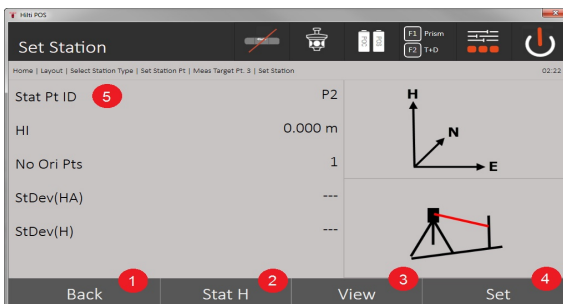 Hilti POS
Set Station
F1 Prism
F2 T+D
POC
POS
Home | Layout | Select Station Type | Set Station Pt | Meas Target Pt. 3 | Set Station
02:22
Stat Pt ID 5 P2
HI 0.000 m
No Ori Pts 1
StDev(HA) ---
StDev(H) ---
H
N
E
1 2 3 4
Back Stat H View Set